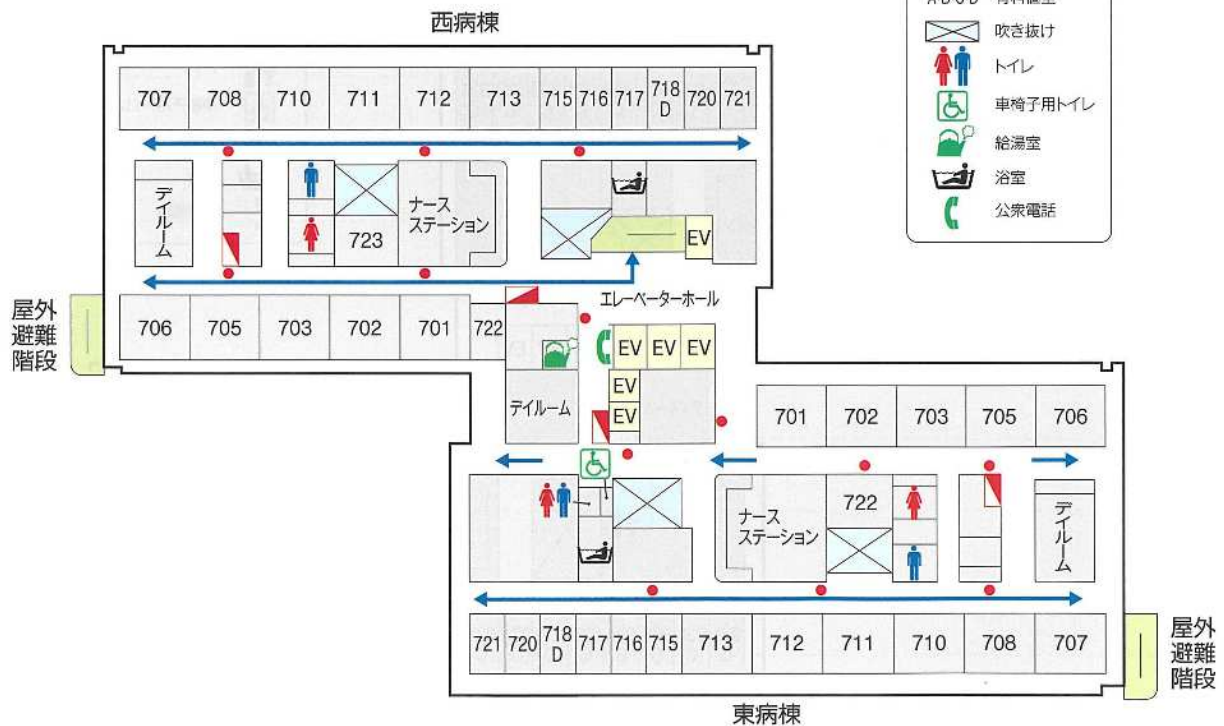 西病棟
吹き抜け
トイレ
車椅子用トイレ
給湯室
浴室
公衆電話
707 708 710 711 712 713 715 716 717 718 D 720 721
デイルーム
723
ナース
ステーション
EV
屋外
避難
階段
706 705 703 702 701 722
エレベーターホール
EV EV EV
EV
EV
デイルーム
701 702 703 705 706
722
ナース
ステーション
デイルーム
721 720 718 D 717 716 715 713 712 711 710 708 707
屋外
避難
階段
東病棟